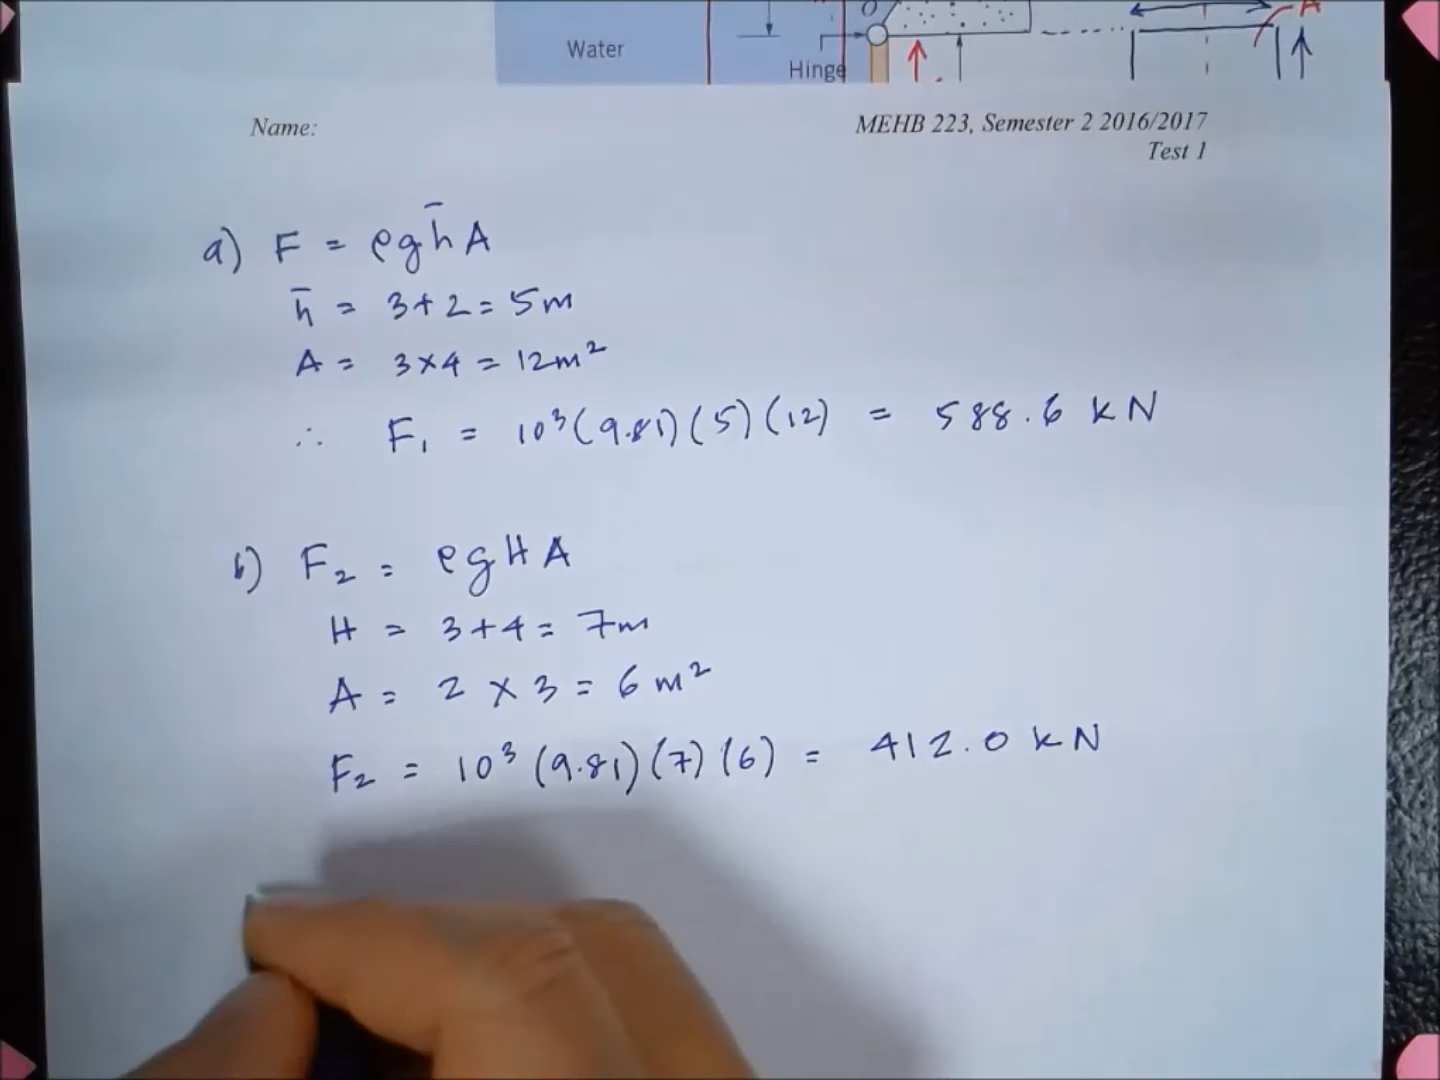 O A
Water
Hinge
Name: MEHB 223, Semester 2 2016/2017
Test 1
a) F = ρgh̄A
h̄ = 3+2 = 5m
A = 3×4 = 12m²
∴ F₁ = 10³(9.81)(5)(12) = 588.6 kN
b) F₂ = ρgHA
H = 3+4 = 7m
A = 2 × 3 = 6 m²
F₂ = 10³ (9.81)(7)(6) = 412.0 kN